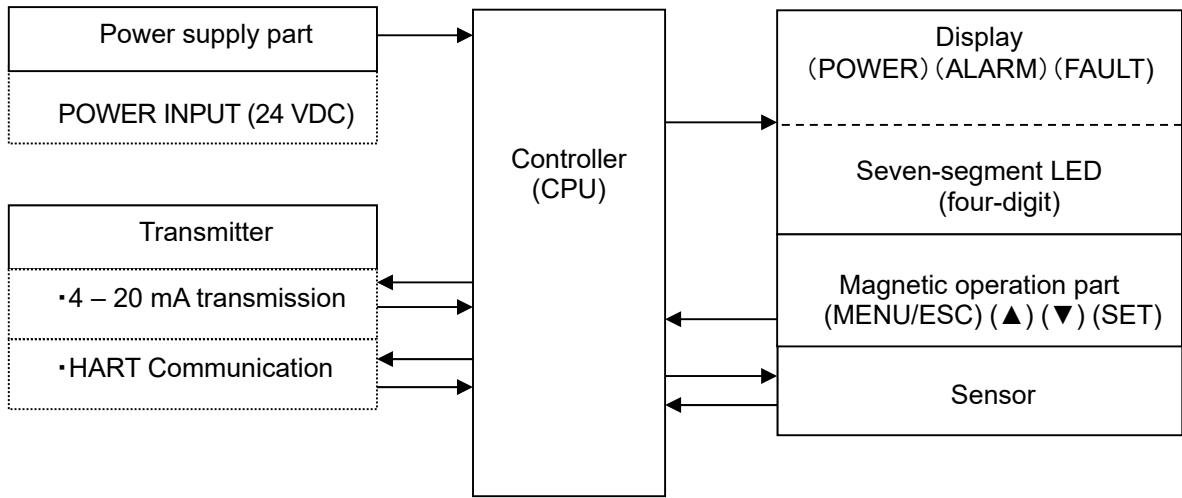 Power supply part
POWER INPUT (24 VDC)
Transmitter
・4 – 20 mA transmission
・HART Communication
Controller
(CPU)
Display
（POWER）（ALARM）（FAULT）
Seven-segment LED
(four-digit)
Magnetic operation part
(MENU/ESC) (▲) (▼) (SET)
Sensor